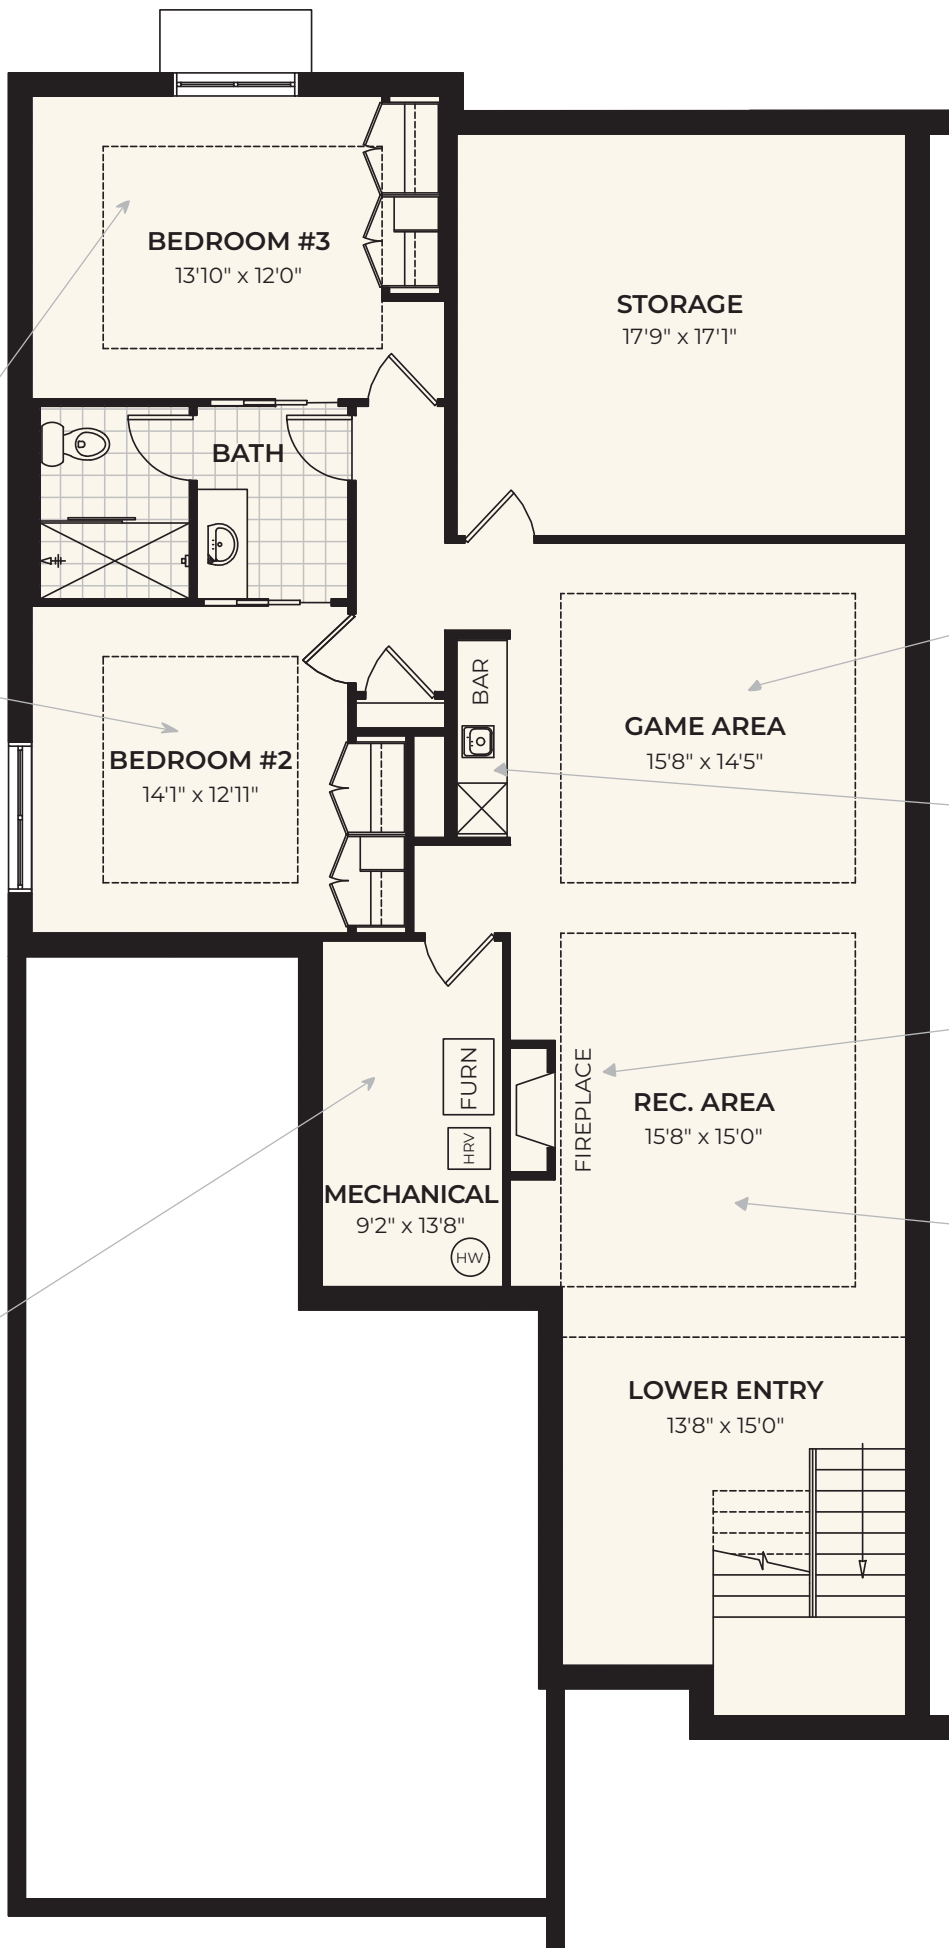 BEDROOM #3
13'10" x 12'0"
STORAGE
17'9" x 17'1"
BATH
BAR
GAME AREA
15'8" x 14'5"
BEDROOM #2
14'1" x 12'11"
FURN
HRV
FIREPLACE
REC. AREA
15'8" x 15'0"
MECHANICAL
9'2" x 13'8"
HW
LOWER ENTRY
13'8" x 15'0"